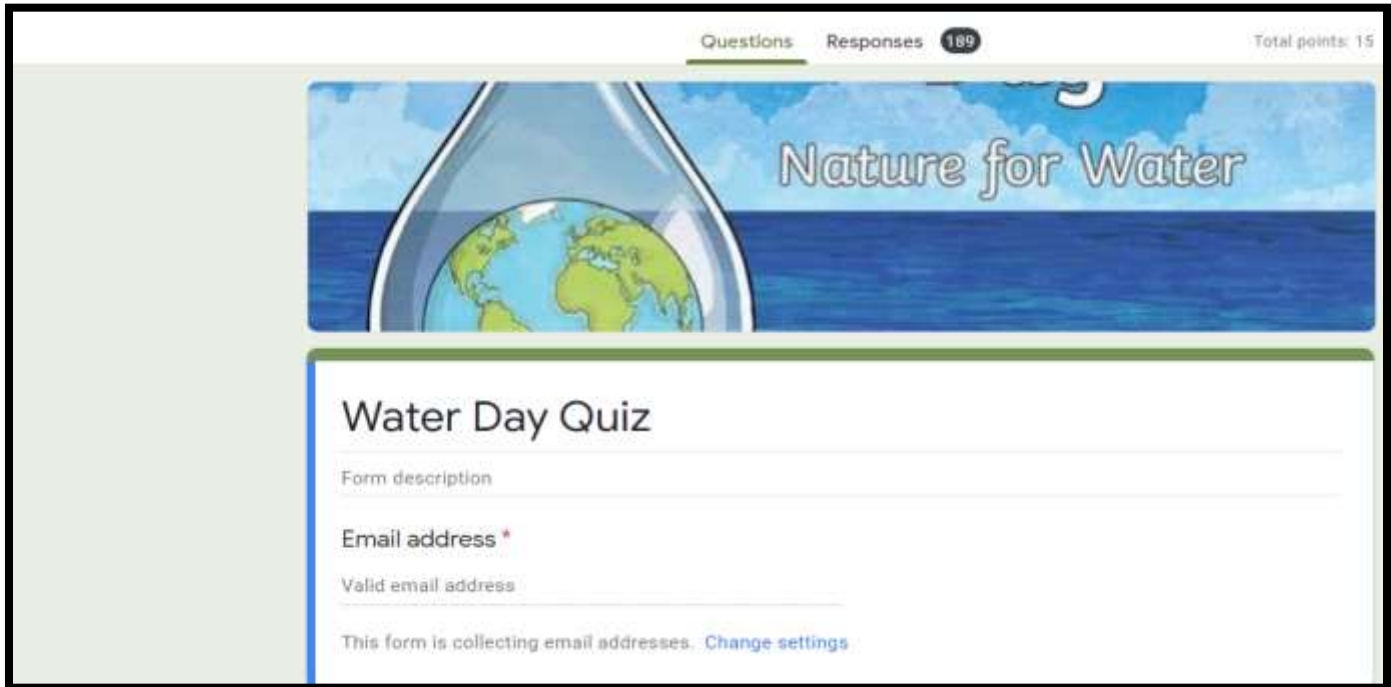 Questions Responses 189 Total points: 15
Nature for Water
Water Day Quiz
Form description
Email address *
Valid email address
This form is collecting email addresses. Change settings